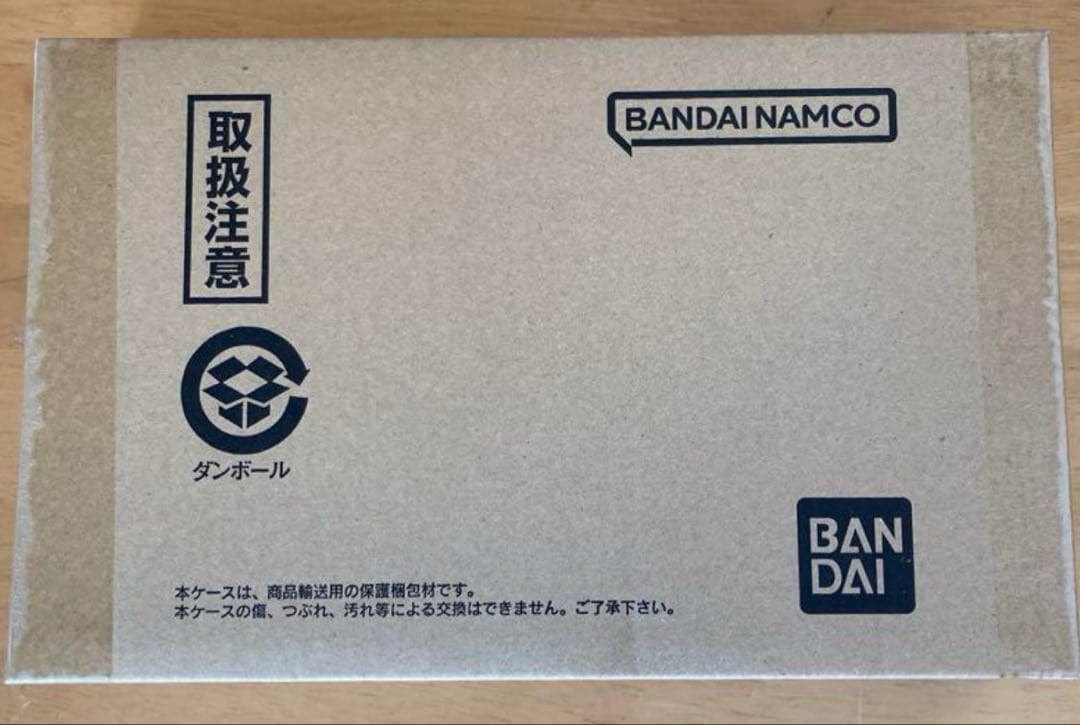 取扱注意
BANDAI NAMCO
ダンボール
BAN
DAI
本ケースは、商品輸送用の保護梱包材です。
本ケースの傷、つぶれ、汚れ等による交換はできません。ご了承下さい。